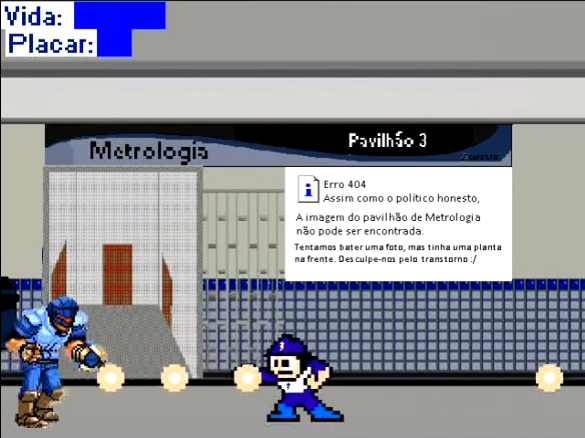 Vida:
Placar:
Metrologia
Pavilhão 3
Erro 404
Assim como o político honesto,
A imagem do pavilhão de Metrologia
não pode ser encontrada.
Tentamos bater uma foto, mas tinha uma planta
na frente. Desculpe-nos pelo transtorno :/